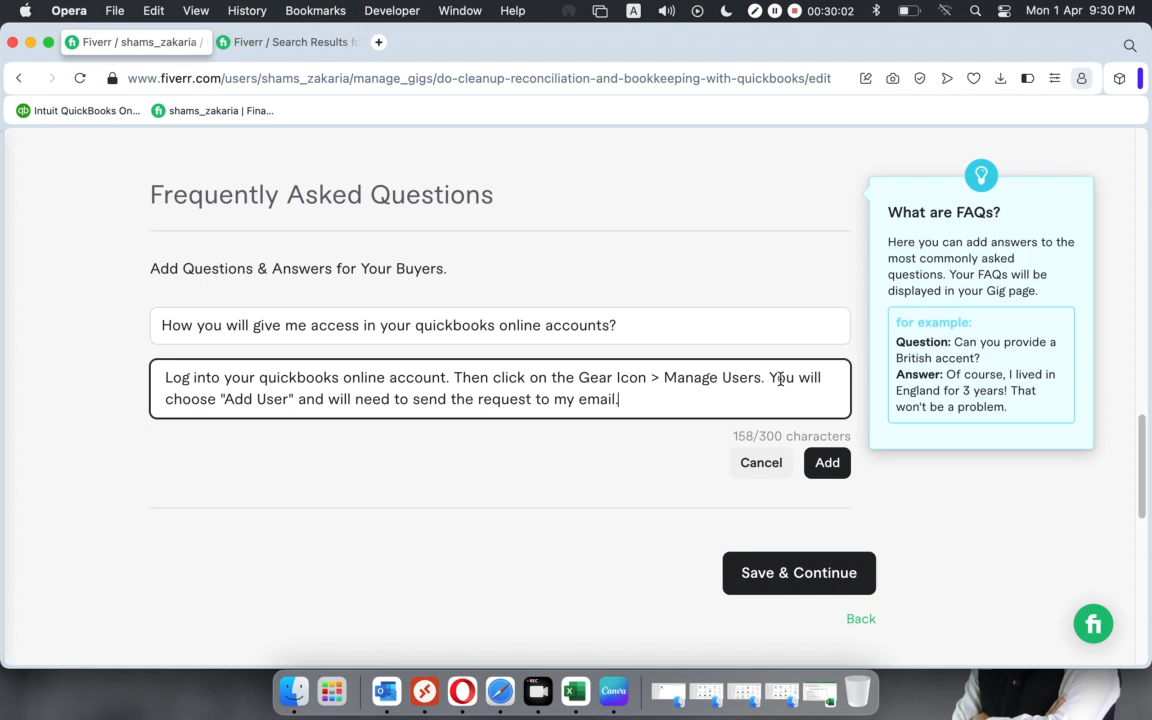 Opera File Edit View History Bookmarks Developer Window Help A 00:30:02 Mon 1 Apr 9:30 PM
Fiverr / shams_zakaria / Fiverr / Search Results f
www.fiverr.com/users/shams_zakaria/manage_gigs/do-cleanup-reconciliation-and-bookkeeping-with-quickbooks/edit
qb Intuit QuickBooks On... fi shams_zakaria | Fina...
Frequently Asked Questions
Add Questions & Answers for Your Buyers.
How you will give me access in your quickbooks online accounts?
Log into your quickbooks online account. Then click on the Gear Icon > Manage Users. You will
choose "Add User" and will need to send the request to my email.
158/300 characters
Cancel Add
What are FAQs?
Here you can add answers to the
most commonly asked
questions. Your FAQs will be
displayed in your Gig page.
for example:
Question: Can you provide a
British accent?
Answer: Of course, I lived in
England for 3 years! That
won't be a problem.
Save & Continue
Back
fi
REC
Canva